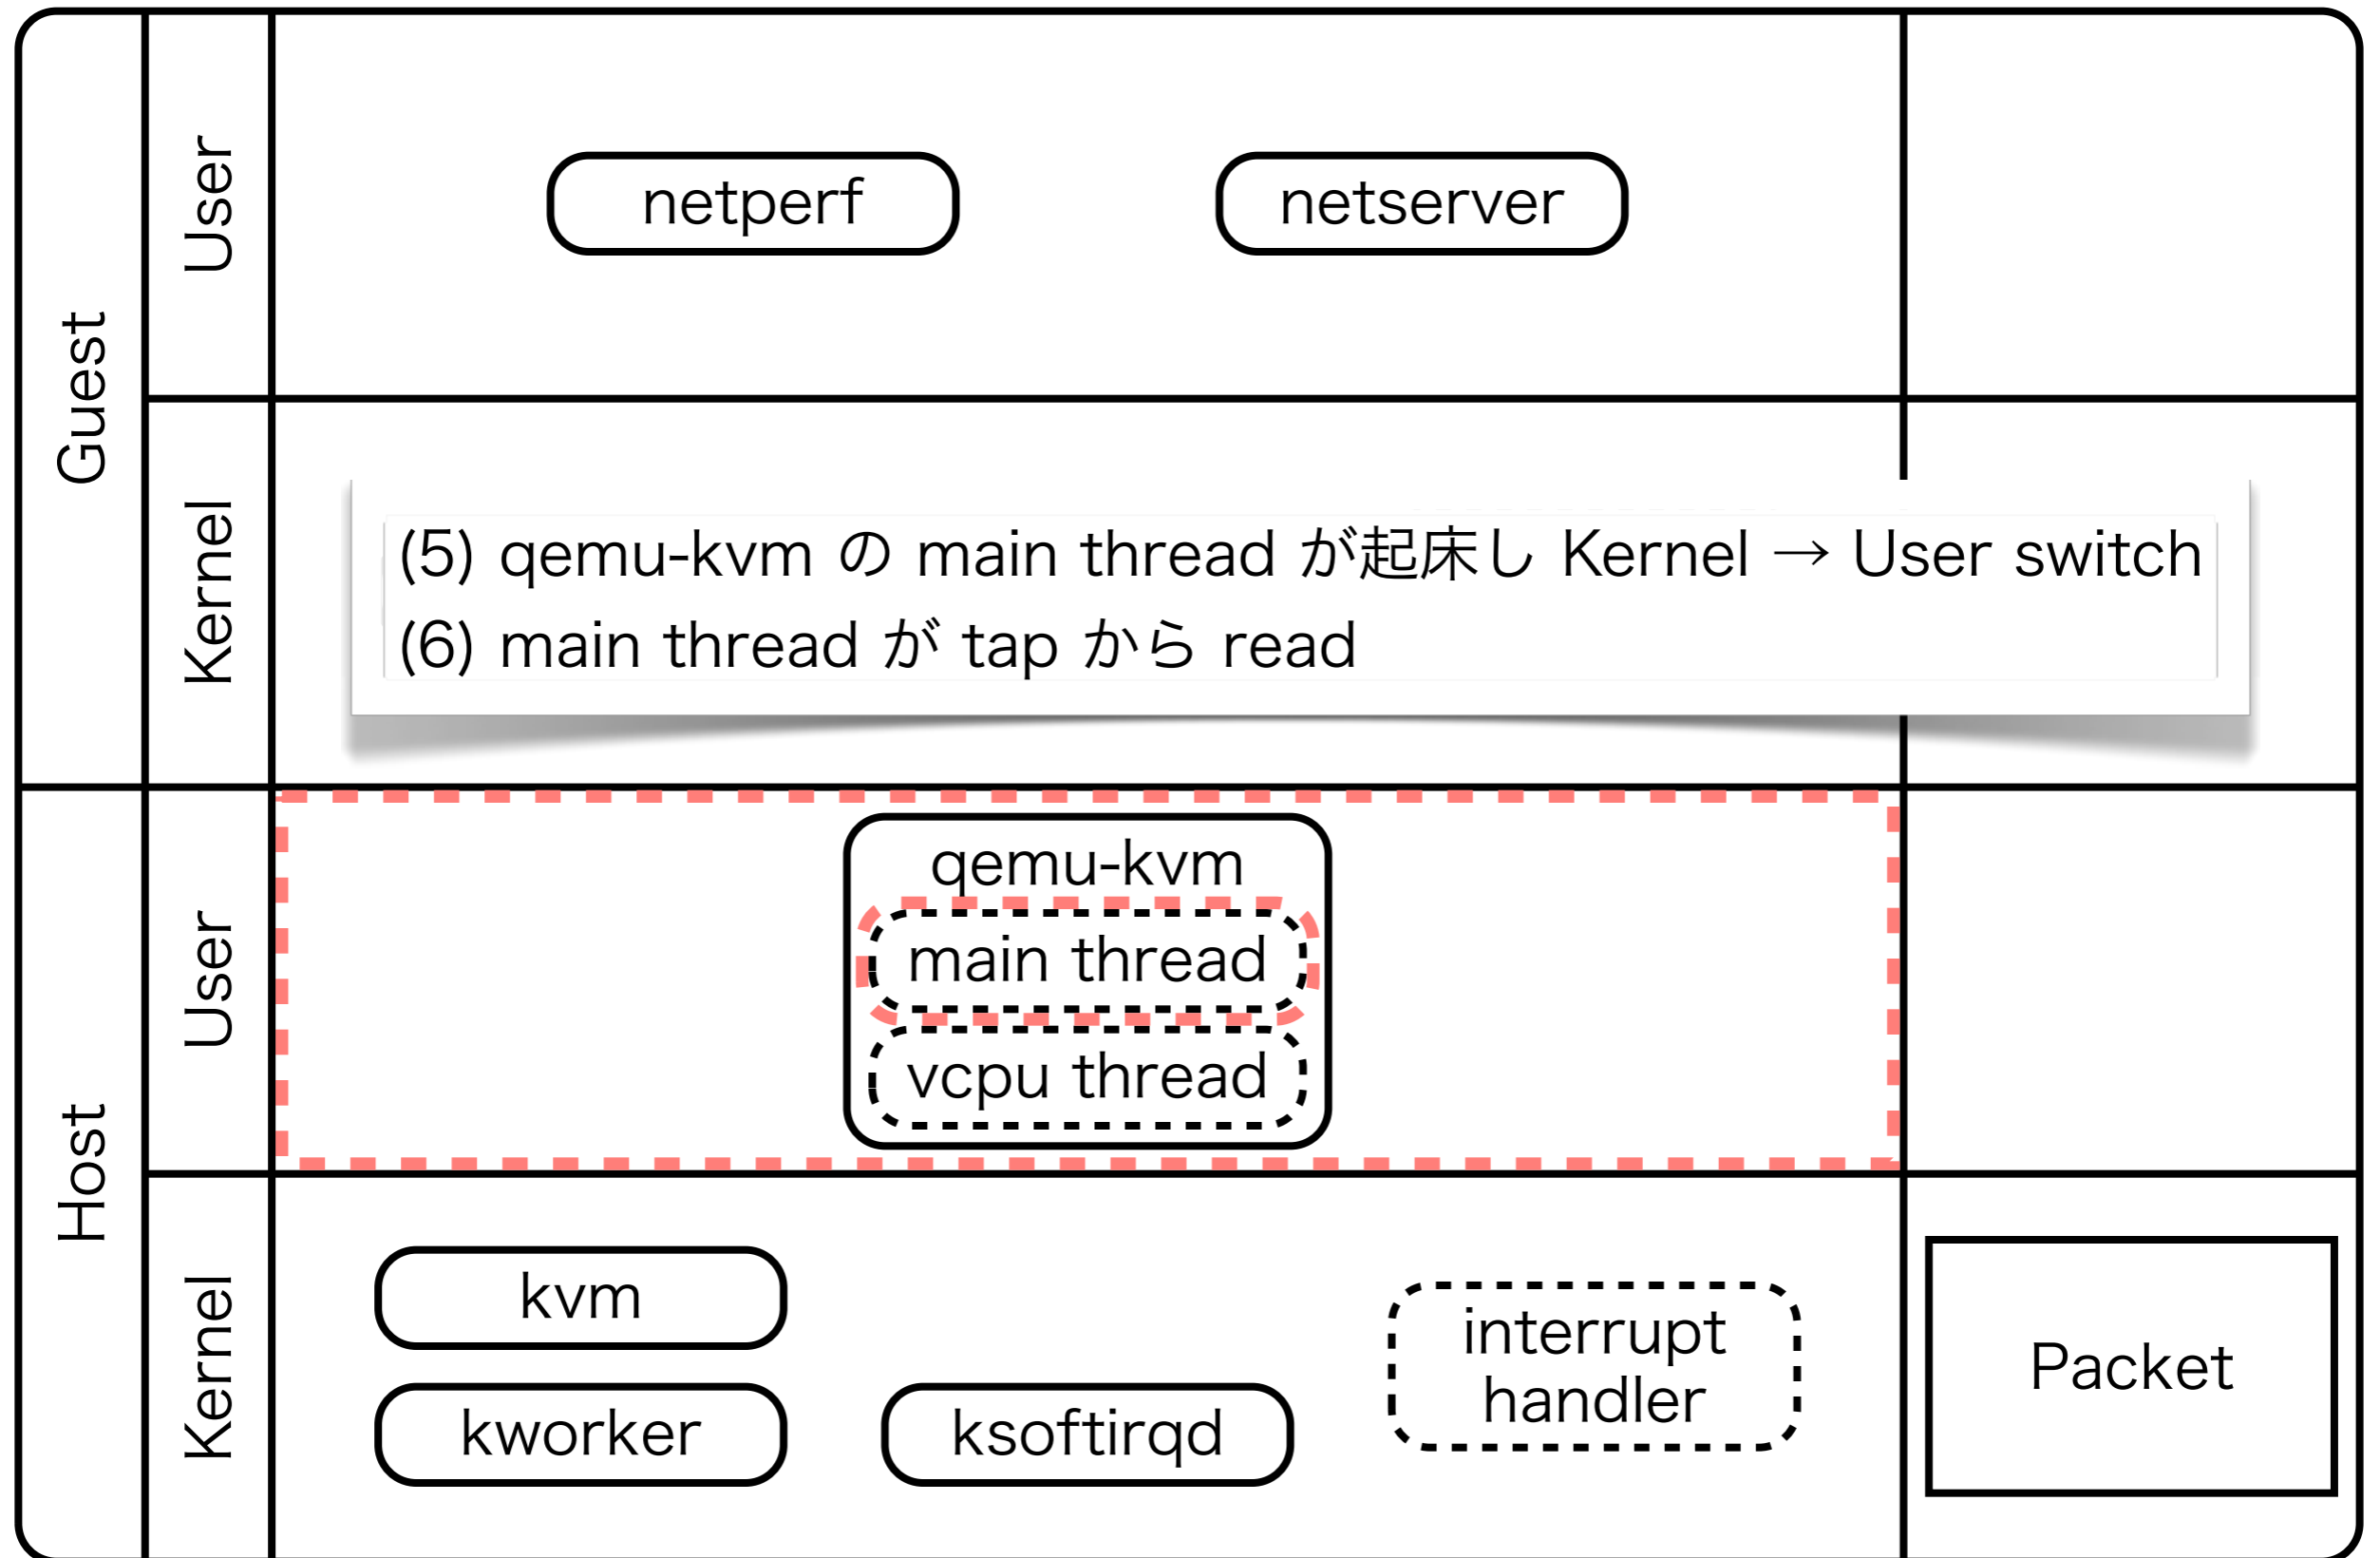 Guest
User
netperf
netserver
Kernel
(5) qemu-kvm の main thread が起床し Kernel → User switch
(6) main thread が tap から read
Host
User
qemu-kvm
main thread
vcpu thread
Kernel
kvm
kworker
ksoftirqd
interrupt
handler
Packet